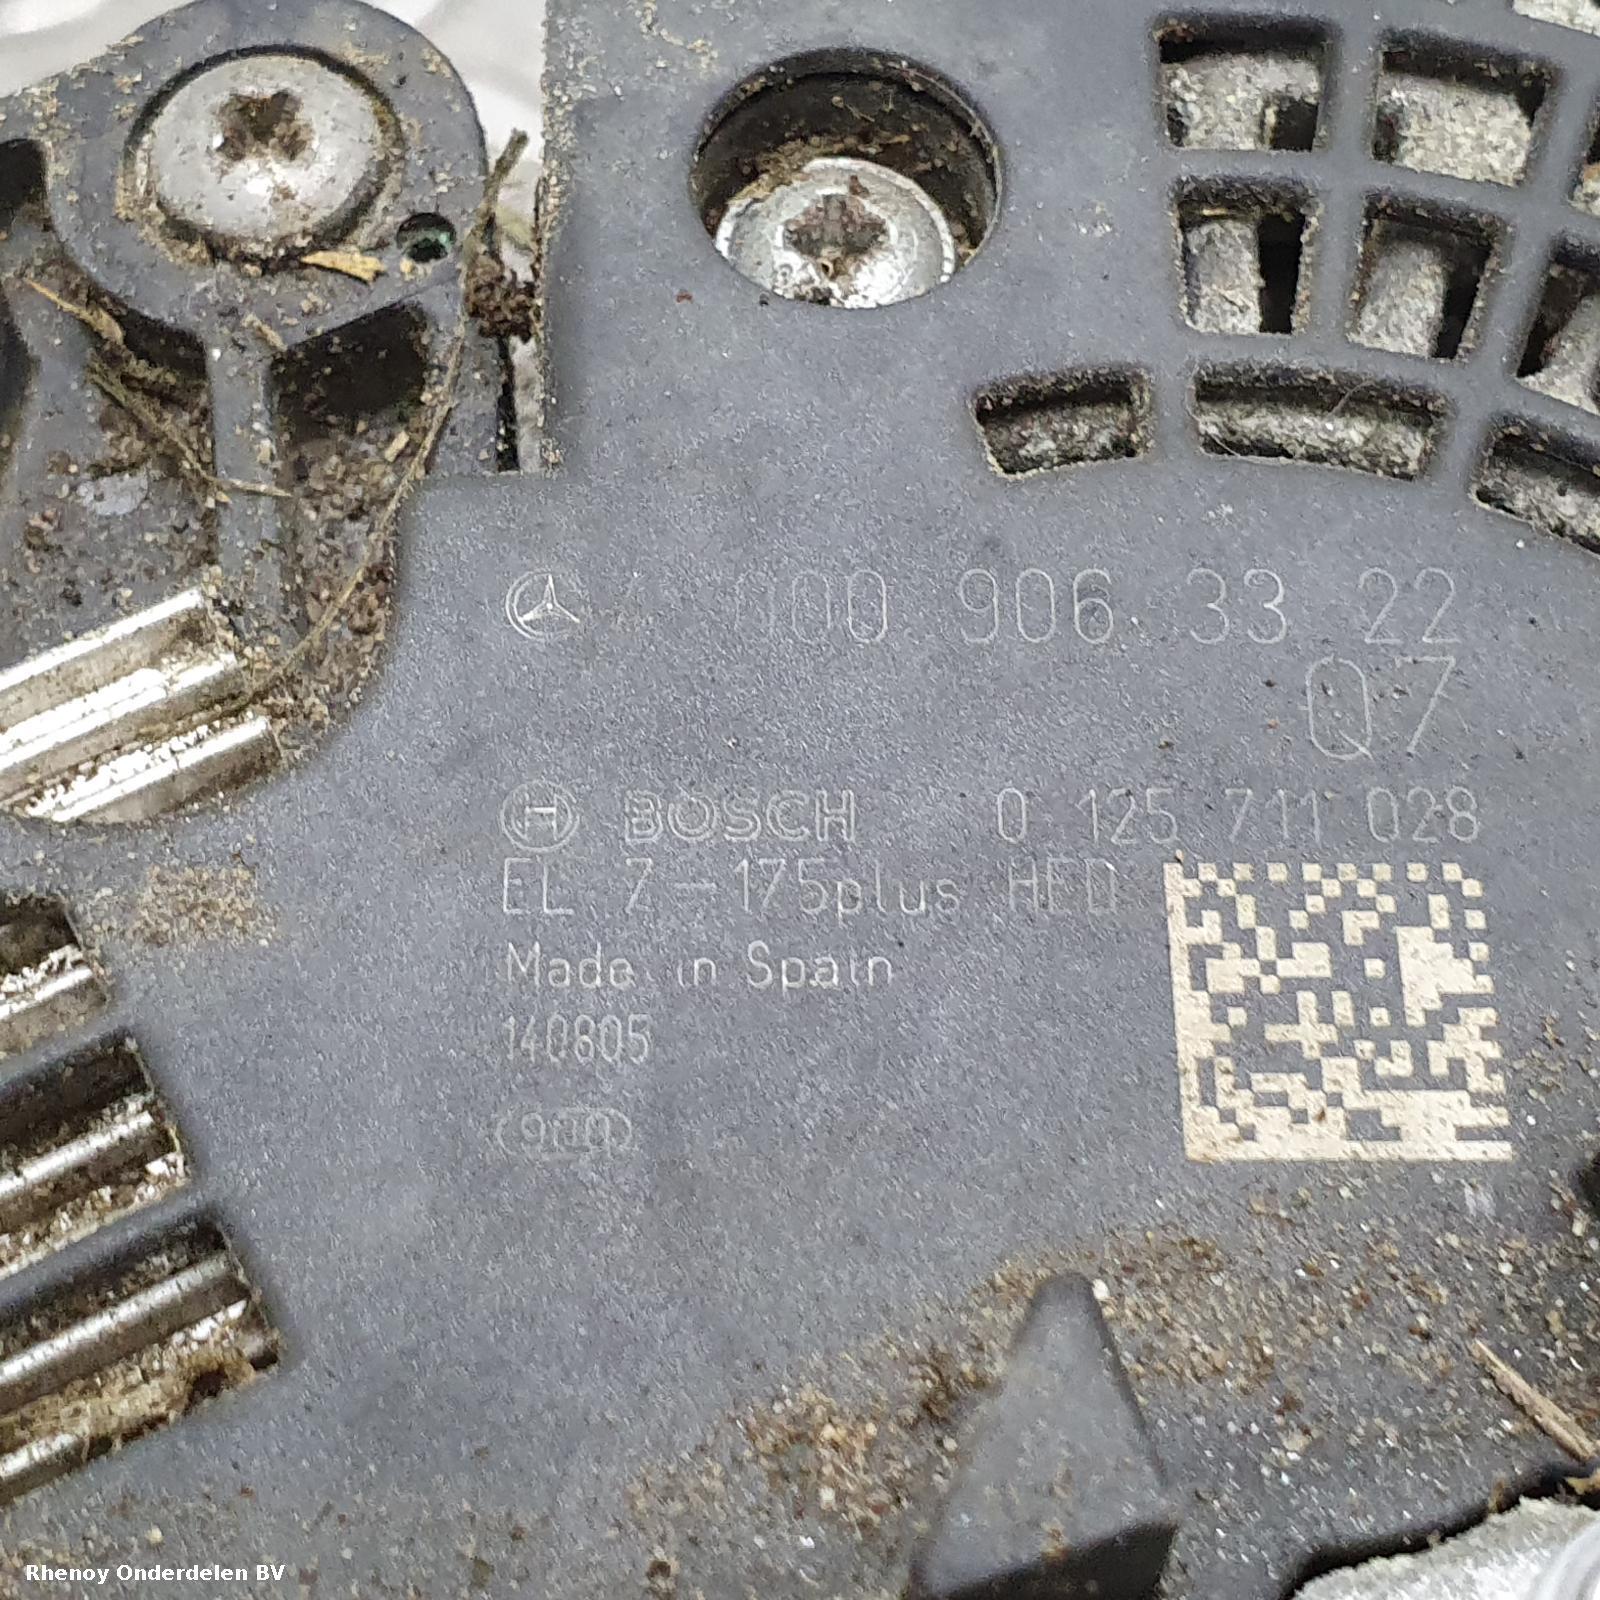 000 906 33 22
Q7
BOSCH 0 125 711 028
EL 7-175plus HED
Made in Spain
140805
Rhenoy Onderdelen BV